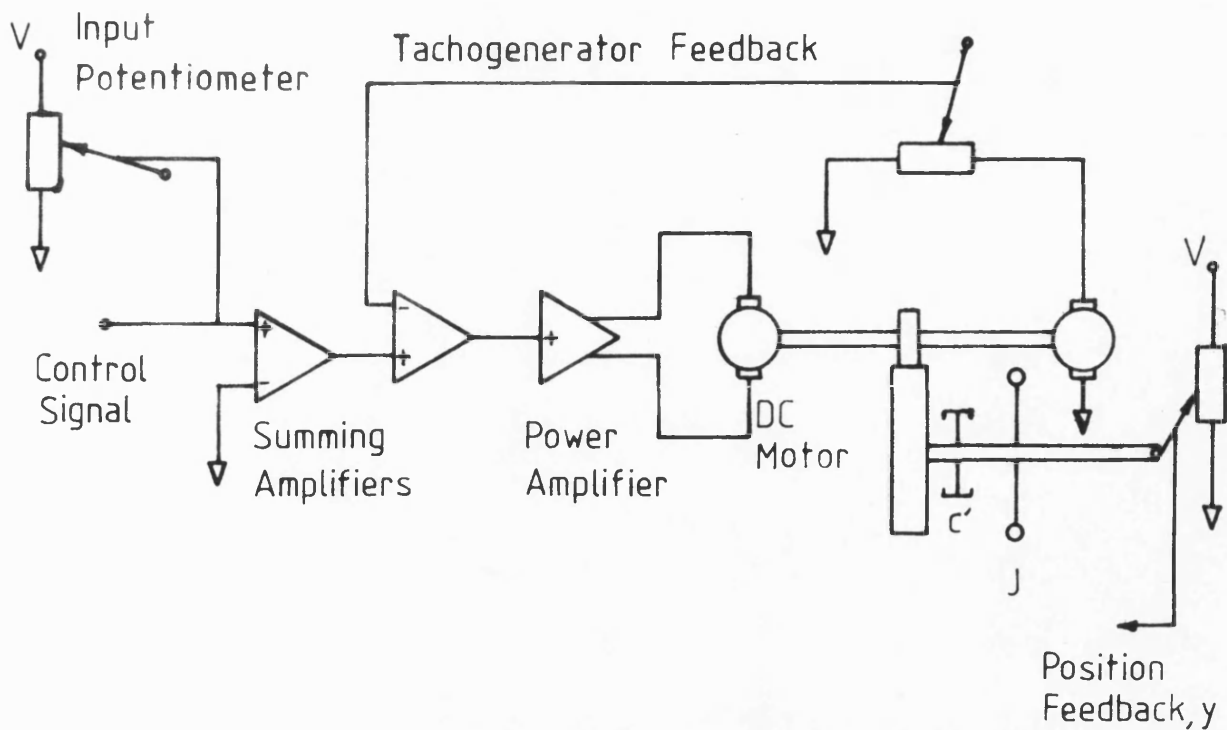 V
Input
Potentiometer
Tachogenerator Feedback
V
-
+
+
+
-
Control
Signal
Summing
Amplifiers
Power
Amplifier
DC
Motor
C'
J
Position
Feedback, y